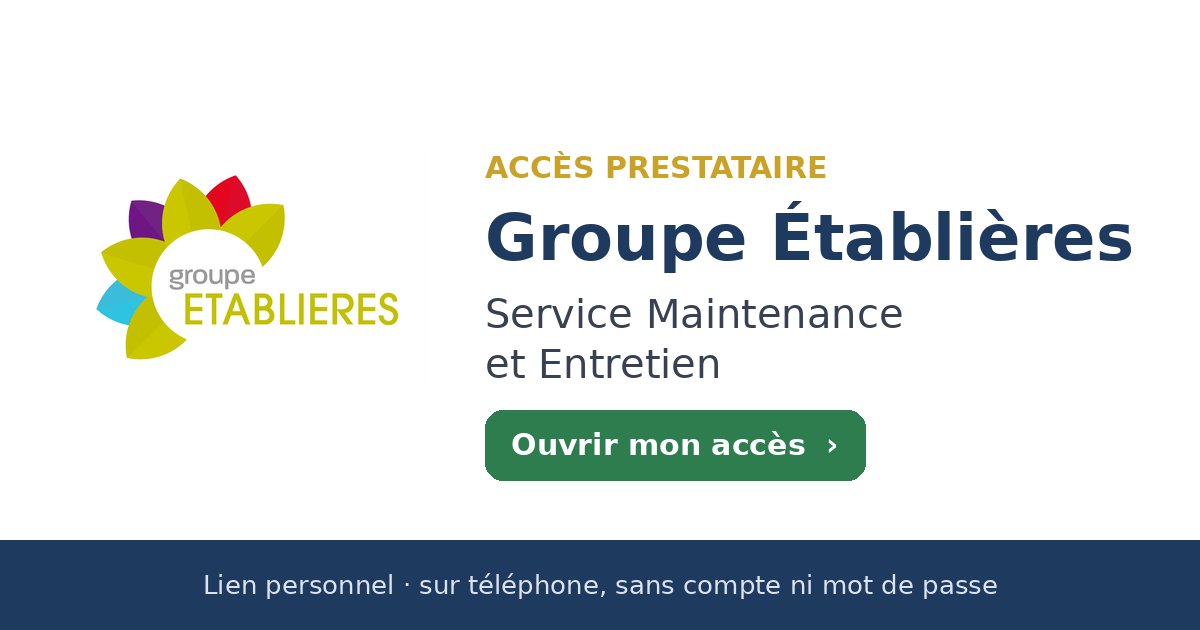 groupe
ETABLIERES
ACCÈS PRESTATAIRE
Groupe Établières
Service Maintenance
et Entretien
Ouvrir mon accès ›
Lien personnel · sur téléphone, sans compte ni mot de passe